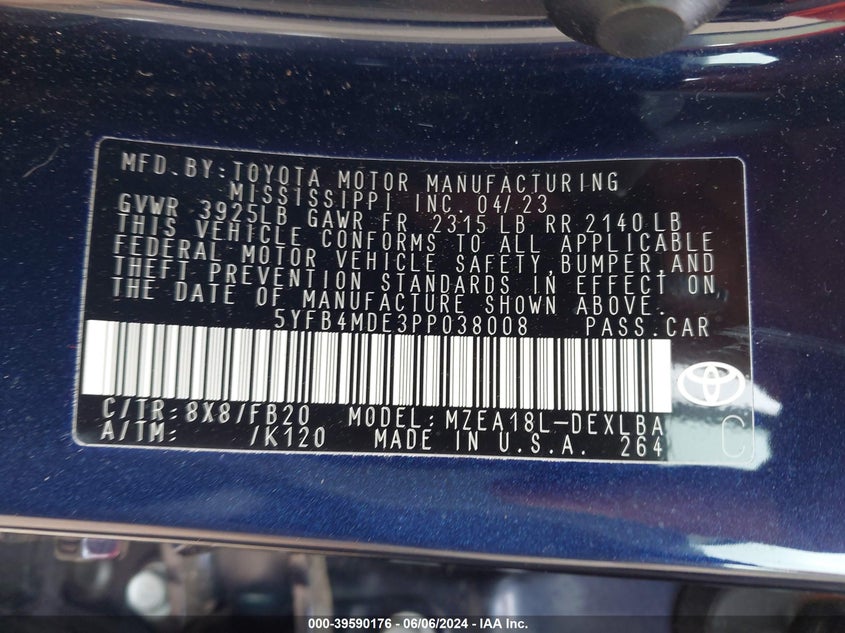 MFD.BY:TOYOTA MOTOR MANUFACTURING
MISSISSIPPI INC. 04/23
GVWR 3925LB GAWR FR 2315 LB RR 2140 LB
THIS VEHICLE CONFORMS TO ALL APPLICABLE
FEDERAL MOTOR VEHICLE SAFETY,BUMPER,AND
THEFT PREVENTION STANDARDS IN EFFECT ON
THE DATE OF MANUFACTURE SHOWN ABOVE.
5YFB4MDE3PP038008 PASS.CAR
C/TR:8X8/FB20 MODEL:MZEA18L-DEXLBA
A/TM: /K120 MADE IN U.S.A. 264
C
000-39590176 - 06/06/2024 - IAA Inc.